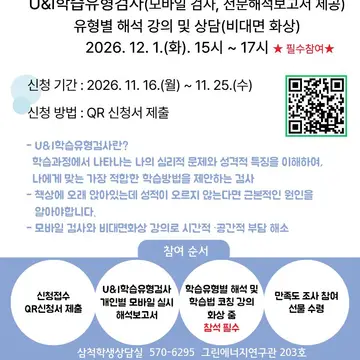 U&I학습유형검사(모바일 검사, 전문해석보고서 제공)
유형별 해석 강의 및 상담(비대면 화상)
2026. 12. 1.(화). 15시 ~ 17시 ★ 필수참여★
신청 기간 : 2026. 11. 16.(월) ~ 11. 25.(수)
신청 방법 : QR 신청서 제출
- U&I학습유형검사란?
학습과정에서 나타나는 나의 심리적 문제와 성격적 특징을 이해하여,
나에게 맞는 가장 적합한 학습방법을 제안하는 검사
- 책상에 오래 앉아있는데 성적이 오르지 않는다면 근본적인 원인을
알아야합니다.
- 모바일 검사와 비대면화상 강의로 시간적·공간적 부담 해소
참여 순서
신청접수
QR신청서 제출
U&I학습유형검사
개인별 모바일 실시
해석보고서
학습유형별 해석 및
학습법 코칭 강의
화상 줌
참석 필수
만족도 조사 참여
선물 수령
삼척학생상담실 570-6295 그린에너지연구관 203호